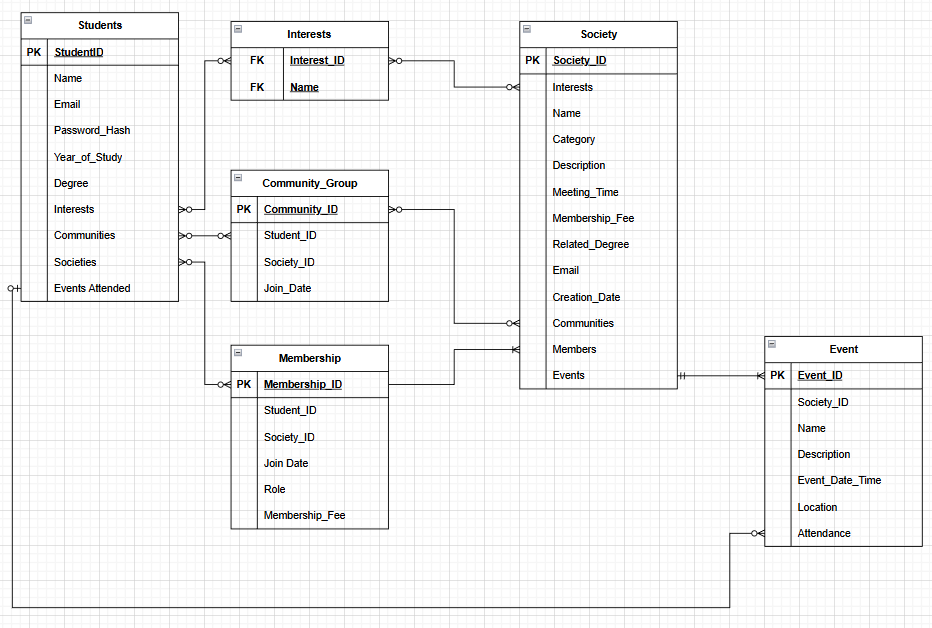 Students
PK StudentID
Name
Email
Password_Hash
Year_of_Study
Degree
Interests
Communities
Societies
Events Attended
Interests
FK Interest_ID
FK Name
Community_Group
PK Community_ID
Student_ID
Society_ID
Join_Date
Membership
PK Membership_ID
Student_ID
Society_ID
Join Date
Role
Membership_Fee
Society
PK Society_ID
Interests
Name
Category
Description
Meeting_Time
Membership_Fee
Related_Degree
Email
Creation_Date
Communities
Members
Events
Event
PK Event_ID
Society_ID
Name
Description
Event_Date_Time
Location
Attendance